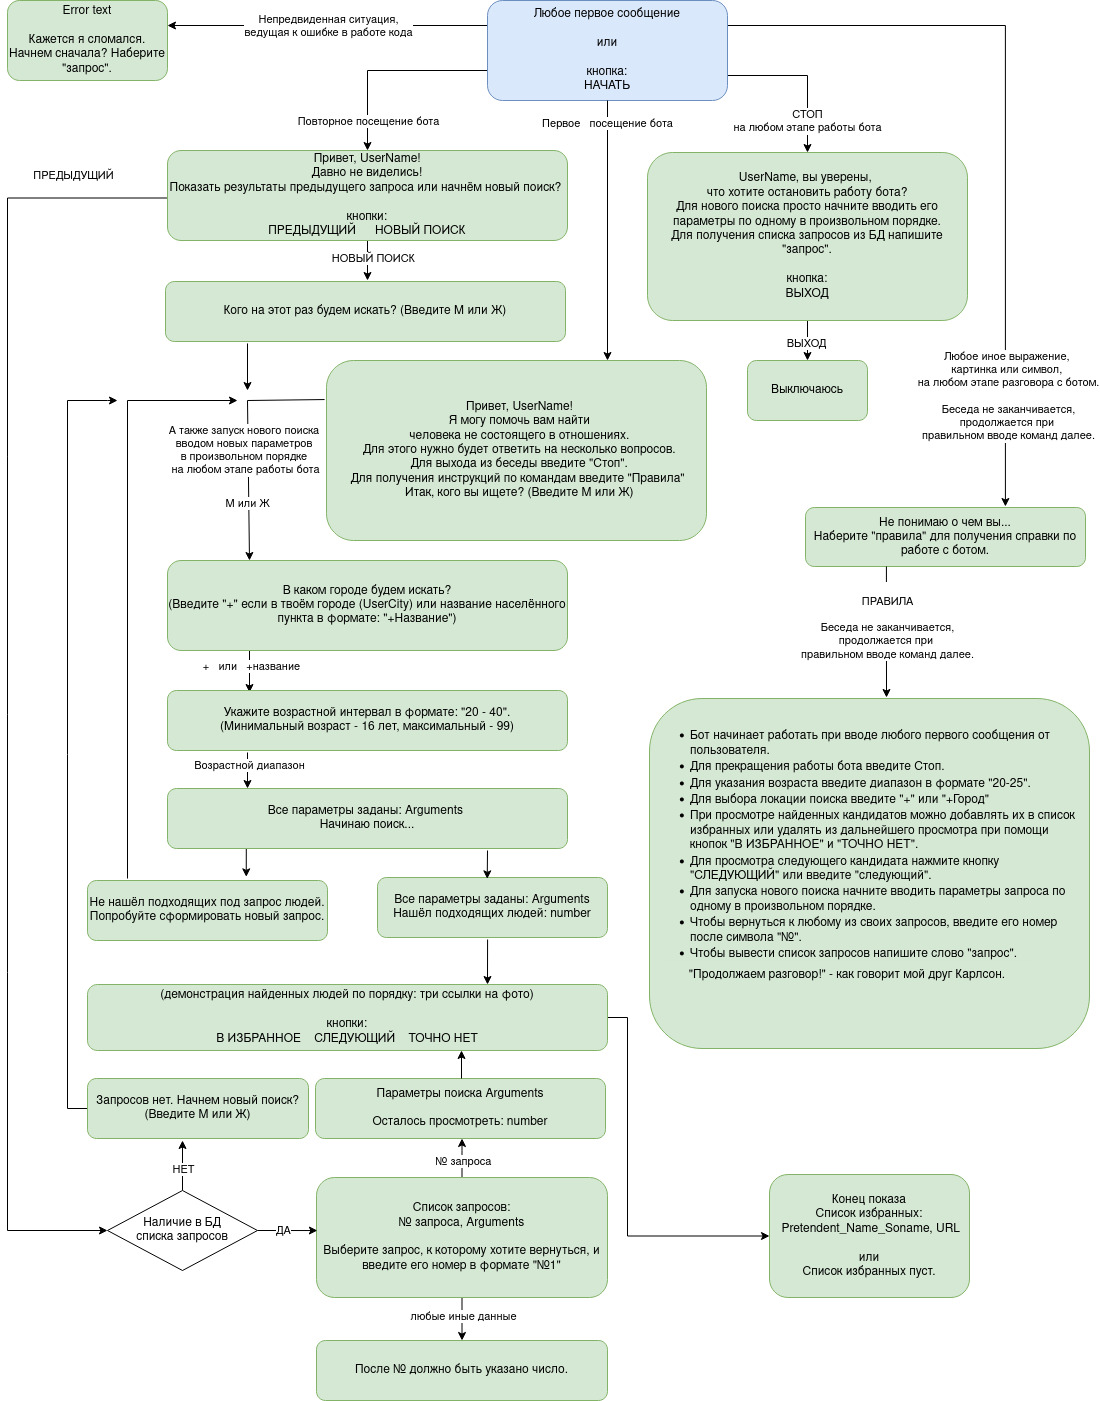 Error text
Кажется я сломался.
Начнем сначала? Наберите
"запрос".
Непредвиденная ситуация,
ведущая к ошибке в работе кода
Любое первое сообщение
или
кнопка:
НАЧАТЬ
Повторное посещение бота
Первое посещение бота
СТОП
на любом этапе работы бота
ПРЕДЫДУЩИЙ
Привет, UserName!
Давно не виделись!
Показать результаты предыдущего запроса или начнём новый поиск?
кнопки:
ПРЕДЫДУЩИЙ НОВЫЙ ПОИСК
UserName, вы уверены,
что хотите остановить работу бота?
Для нового поиска просто начните вводить его
параметры по одному в произвольном порядке.
Для получения списка запросов из БД напишите
"запрос".
кнопка:
ВЫХОД
НОВЫЙ ПОИСК
Кого на этот раз будем искать? (Введите М или Ж)
ВЫХОД
Выключаюсь
Любое иное выражение,
картинка или символ,
на любом этапе разговора с ботом.
Беседа не заканчивается,
продолжается при
правильном вводе команд далее.
А также запуск нового поиска
вводом новых параметров
в произвольном порядке
на любом этапе работы бота
М или Ж
Привет, UserName!
Я могу помочь вам найти
человека не состоящего в отношениях.
Для этого нужно будет ответить на несколько вопросов.
Для выхода из беседы введите "Стоп".
Для получения инструкций по командам введите "Правила"
Итак, кого вы ищете? (Введите М или Ж)
Не понимаю о чем вы...
Наберите "правила" для получения справки по
работе с ботом.
В каком городе будем искать?
(Введите "+" если в твоём городе (UserCity) или название населённого
пункта в формате: "+Название")
ПРАВИЛА
Беседа не заканчивается,
продолжается при
правильном вводе команд далее.
+ или +название
Укажите возрастной интервал в формате: "20 - 40".
(Минимальный возраст - 16 лет, максимальный - 99)
Возрастной диапазон
Все параметры заданы: Arguments
Начинаю поиск...
• Бот начинает работать при вводе любого первого сообщения от
пользователя.
• Для прекращения работы бота введите Стоп.
• Для указания возраста введите диапазон в формате "20-25".
• Для выбора локации поиска введите "+" или "+Город"
• При просмотре найденных кандидатов можно добавлять их в список
избранных или удалять из дальнейшего просмотра при помощи
кнопок "В ИЗБРАННОЕ" и "ТОЧНО НЕТ".
• Для просмотра следующего кандидата нажмите кнопку
"СЛЕДУЮЩИЙ" или введите "следующий".
• Для запуска нового поиска начните вводить параметры запроса по
одному в произвольном порядке.
• Чтобы вернуться к любому из своих запросов, введите его номер
после символа "№".
• Чтобы вывести список запросов напишите слово "запрос".
"Продолжаем разговор!" - как говорит мой друг Карлсон.
Не нашёл подходящих под запрос людей.
Попробуйте сформировать новый запрос.
Все параметры заданы: Arguments
Нашёл подходящих людей: number
(демонстрация найденных людей по порядку: три ссылки на фото)
кнопки:
В ИЗБРАННОЕ СЛЕДУЮЩИЙ ТОЧНО НЕТ
Запросов нет. Начнем новый поиск?
(Введите М или Ж)
Параметры поиска Arguments
Осталось просмотреть: number
НЕТ
№ запроса
Наличие в БД
списка запросов
ДА
Список запросов:
№ запроса, Arguments
Выберите запрос, к которому хотите вернуться, и
введите его номер в формате "№1"
Конец показа
Список избранных:
Pretendent_Name_Soname, URL
или
Список избранных пуст.
любые иные данные
После № должно быть указано число.